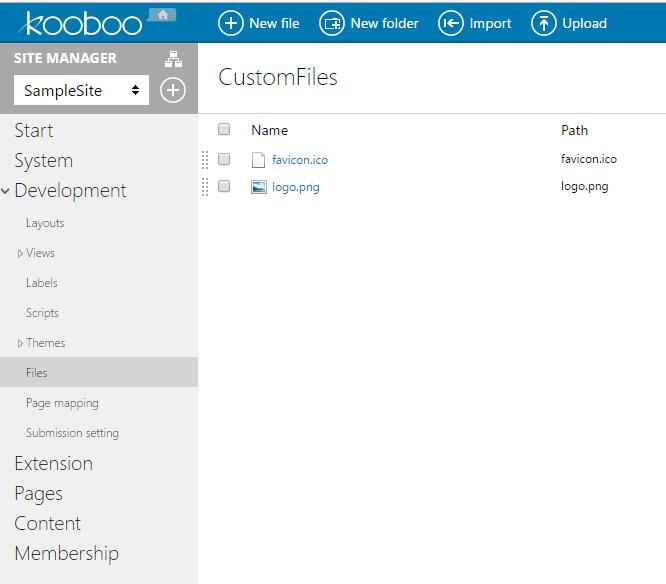 kooboo
New file New folder Import Upload
SITE MANAGER
SampleSite
CustomFiles
Start
System
Development
Layouts
Views
Labels
Scripts
Themes
Files
Page mapping
Submission setting
Extension
Pages
Content
Membership
Name Path
favicon.ico favicon.ico
logo.png logo.png